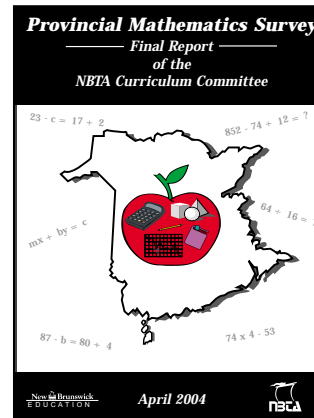 Provincial Mathematics Survey
Final Report
of the
NBTA Curriculum Committee
23 - c = 17 + 2
852 - 74 + 12 = ?
mx + by = c
64 ÷ 16 =
87 - b = 80 + 4
74 x 4 - 53
New Brunswick
EDUCATION
April 2004
NBTA